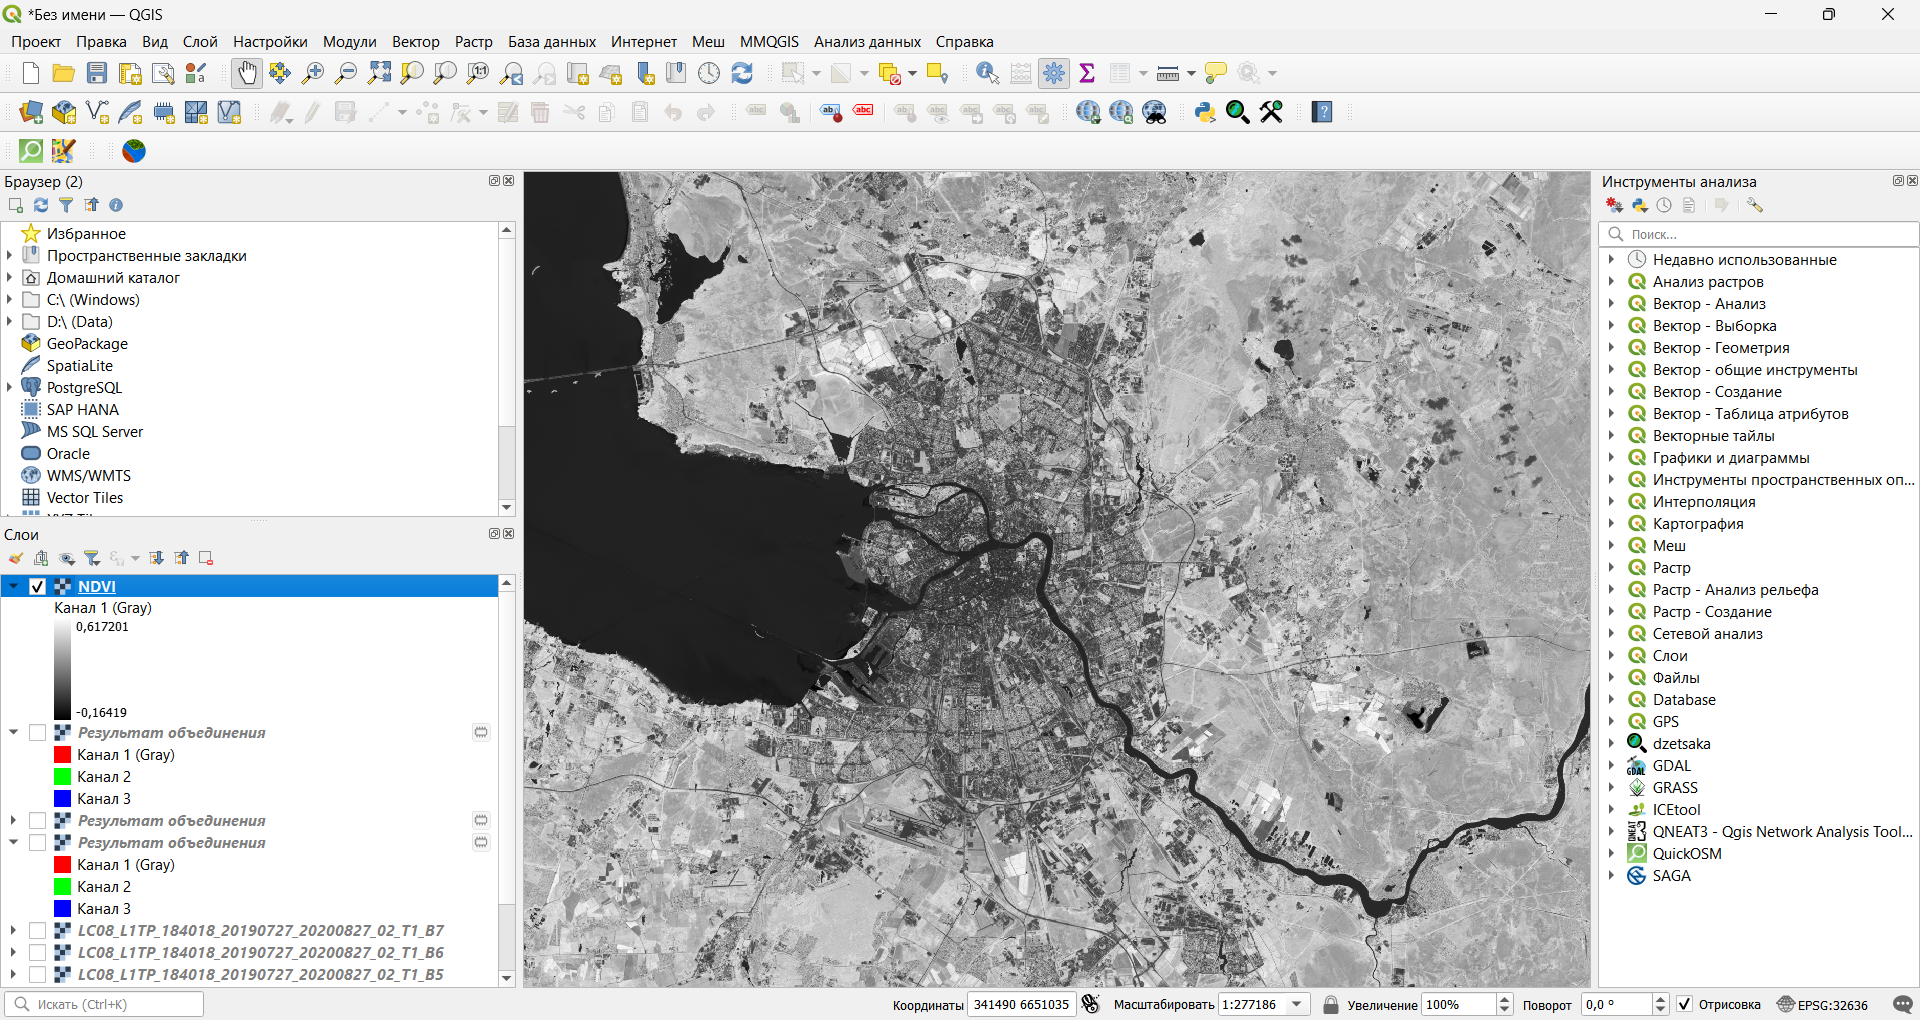 *Без имени — QGIS
Проект Правка Вид Слой Настройки Модули Вектор Растр База данных Интернет Меш MMQGIS Анализ данных Справка
Браузер (2)
Избранное
Пространственные закладки
Домашний каталог
C:\ (Windows)
D:\ (Data)
GeoPackage
SpatiaLite
PostgreSQL
SAP HANA
MS SQL Server
Oracle
WMS/WMTS
Vector Tiles
Слои
NDVI
Канал 1 (Gray)
0,617201
-0,16419
Результат объединения
Канал 1 (Gray)
Канал 2
Канал 3
Результат объединения
Результат объединения
Канал 1 (Gray)
Канал 2
Канал 3
LC08_L1TP_184018_20190727_20200827_02_T1_B7
LC08_L1TP_184018_20190727_20200827_02_T1_B6
LC08_L1TP_184018_20190727_20200827_02_T1_B5
Инструменты анализа
Поиск...
Недавно использованные
Анализ растров
Вектор - Анализ
Вектор - Выборка
Вектор - Геометрия
Вектор - общие инструменты
Вектор - Создание
Вектор - Таблица атрибутов
Векторные тайлы
Графики и диаграммы
Инструменты пространственных оп...
Интерполяция
Картография
Меш
Растр
Растр - Анализ рельефа
Растр - Создание
Сетевой анализ
Слои
Файлы
Database
GPS
dzetsaka
GDAL
GRASS
ICEtool
QNEAT3 - Qgis Network Analysis Tool...
QuickOSM
SAGA
Искать (Ctrl+K)
Координаты 341490 6651035 Масштабировать 1:277186 Увеличение 100% Поворот 0,0 ° Отрисовка EPSG:32636